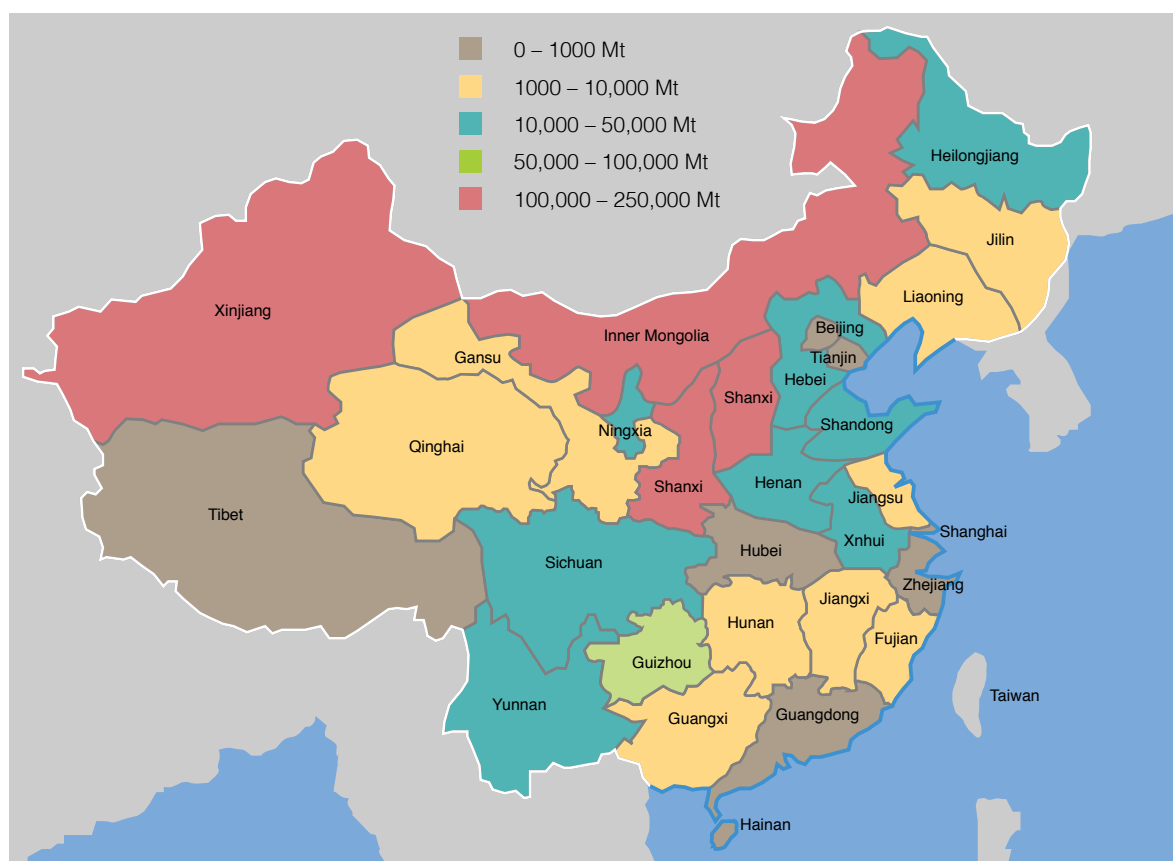 0 – 1000 Mt
1000 – 10,000 Mt
10,000 – 50,000 Mt
50,000 – 100,000 Mt
100,000 – 250,000 Mt
Heilongjiang
Jilin
Liaoning
Xinjiang
Inner Mongolia
Beijing
Gansu
Tianjin
Hebei
Shanxi
Shandong
Ningxia
Qinghai
Henan
Shanxi
Jiangsu
Tibet
Shanghai
Xnhui
Hubei
Sichuan
Zhejiang
Jiangxi
Hunan
Fujian
Guizhou
Taiwan
Yunnan
Guangxi
Guangdong
Hainan